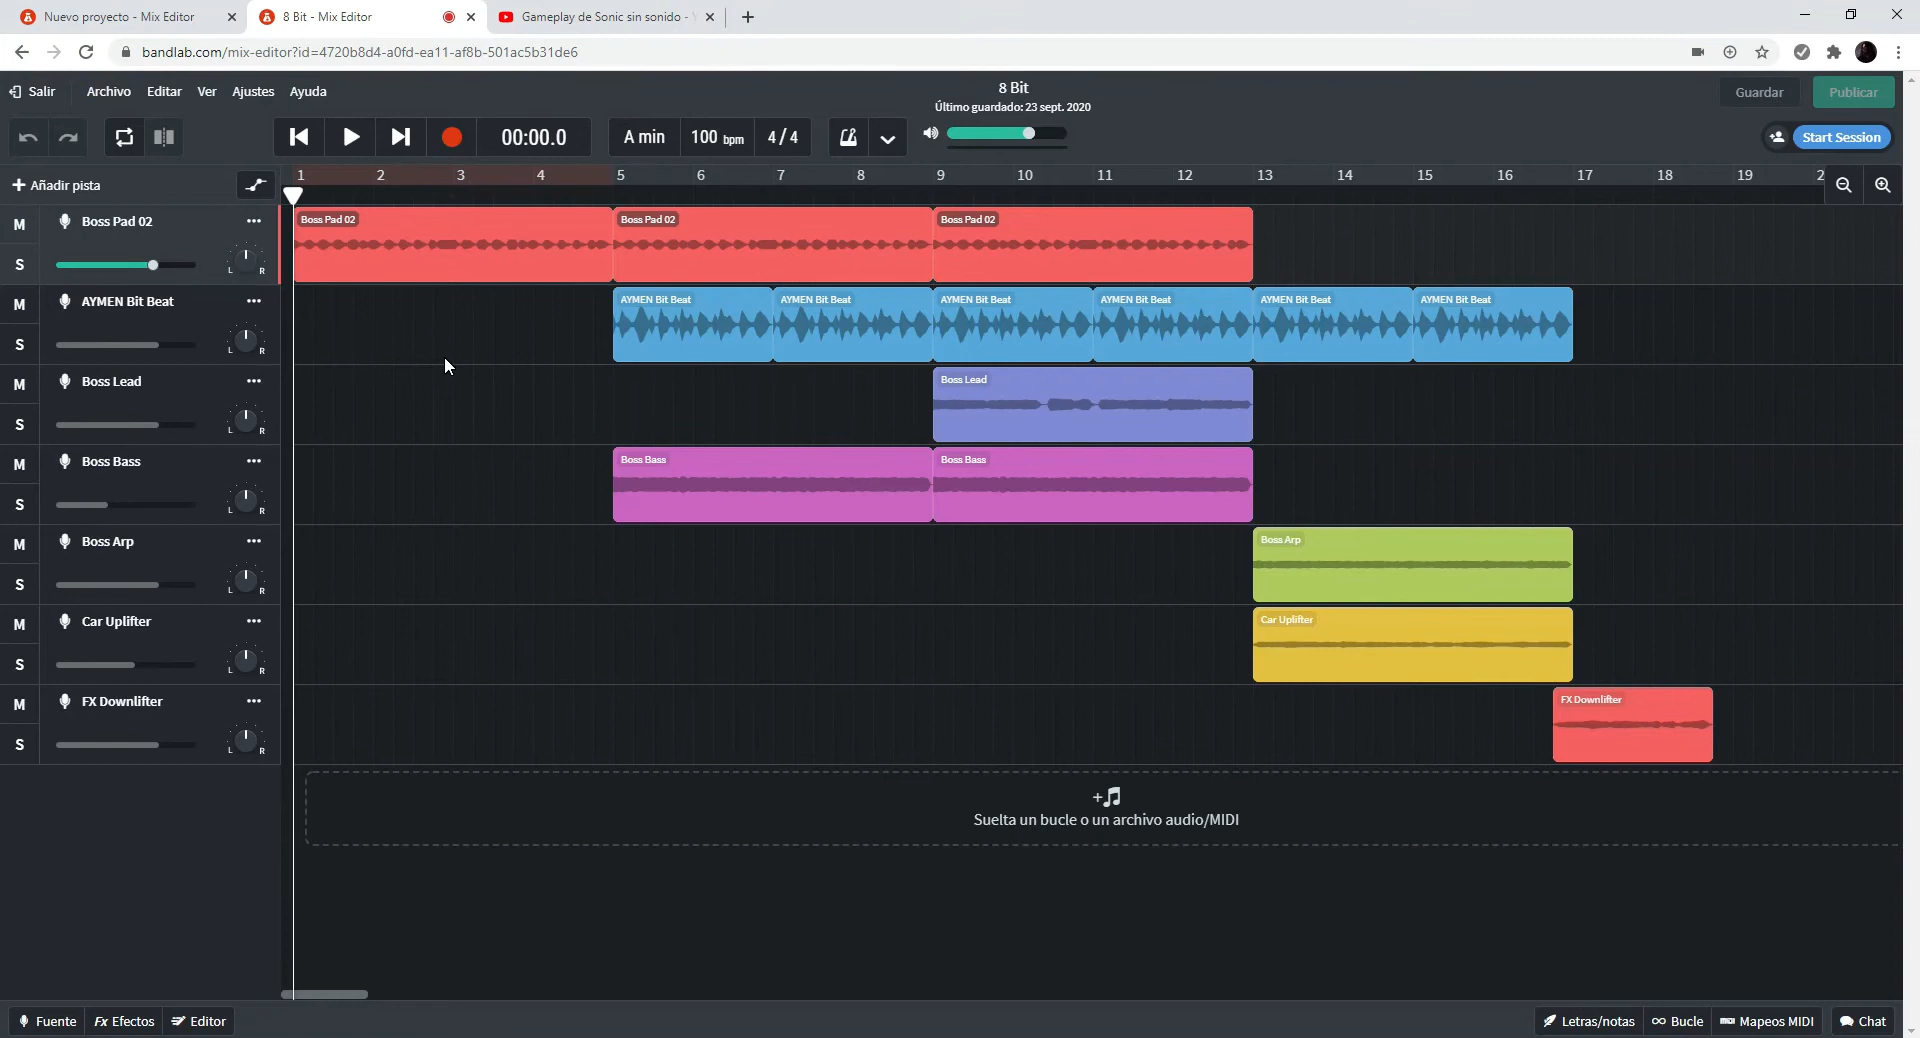 Nuevo proyecto - Mix Editor
8 Bit - Mix Editor
Gameplay de Sonic sin sonido -
bandlab.com/mix-editor?id=4720b8d4-a0fd-ea11-af8b-501ac5b31de6
Salir Archivo Editar Ver Ajustes Ayuda
8 Bit
Último guardado: 23 sept. 2020
Guardar
Publicar
00:00.0
A min
100 bpm
4/4
Start Session
Añadir pista
1 2 3 4 5 6 7 8 9 10 11 12 13 14 15 16 17 18 19 2
M Boss Pad 02
S L R
Boss Pad 02 Boss Pad 02 Boss Pad 02
M AYMEN Bit Beat
S L R
AYMEN Bit Beat AYMEN Bit Beat AYMEN Bit Beat AYMEN Bit Beat AYMEN Bit Beat AYMEN Bit Beat
M Boss Lead
S L R
Boss Lead
M Boss Bass
S L R
Boss Bass Boss Bass
M Boss Arp
S L R
Boss Arp
M Car Uplifter
S L R
Car Uplifter
M FX Downlifter
S L R
FX Downlifter
Suelta un bucle o un archivo audio/MIDI
Fuente Fx Efectos Editor
Letras/notas Bucle Mapeos MIDI Chat